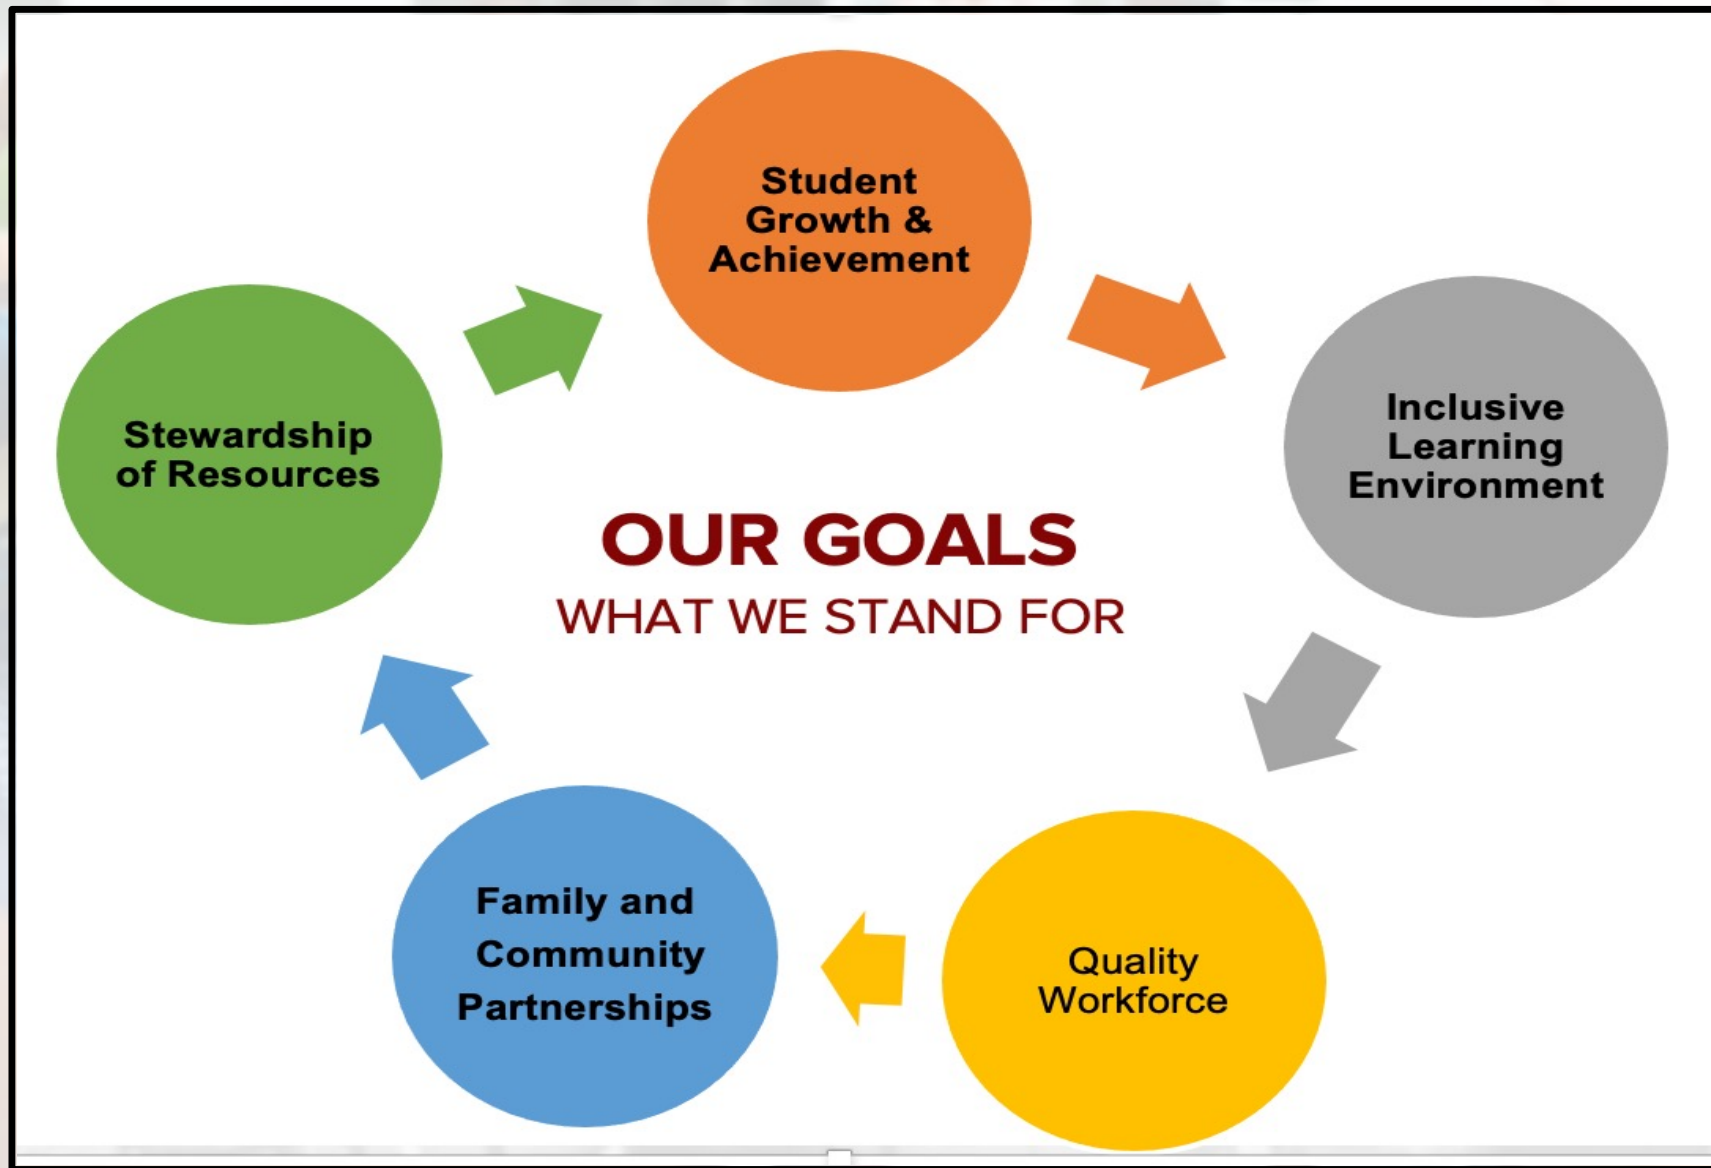 Student
Growth &
Achievement
Inclusive
Learning
Environment
Stewardship
of Resources
OUR GOALS
WHAT WE STAND FOR
Family and
Community
Partnerships
Quality
Workforce